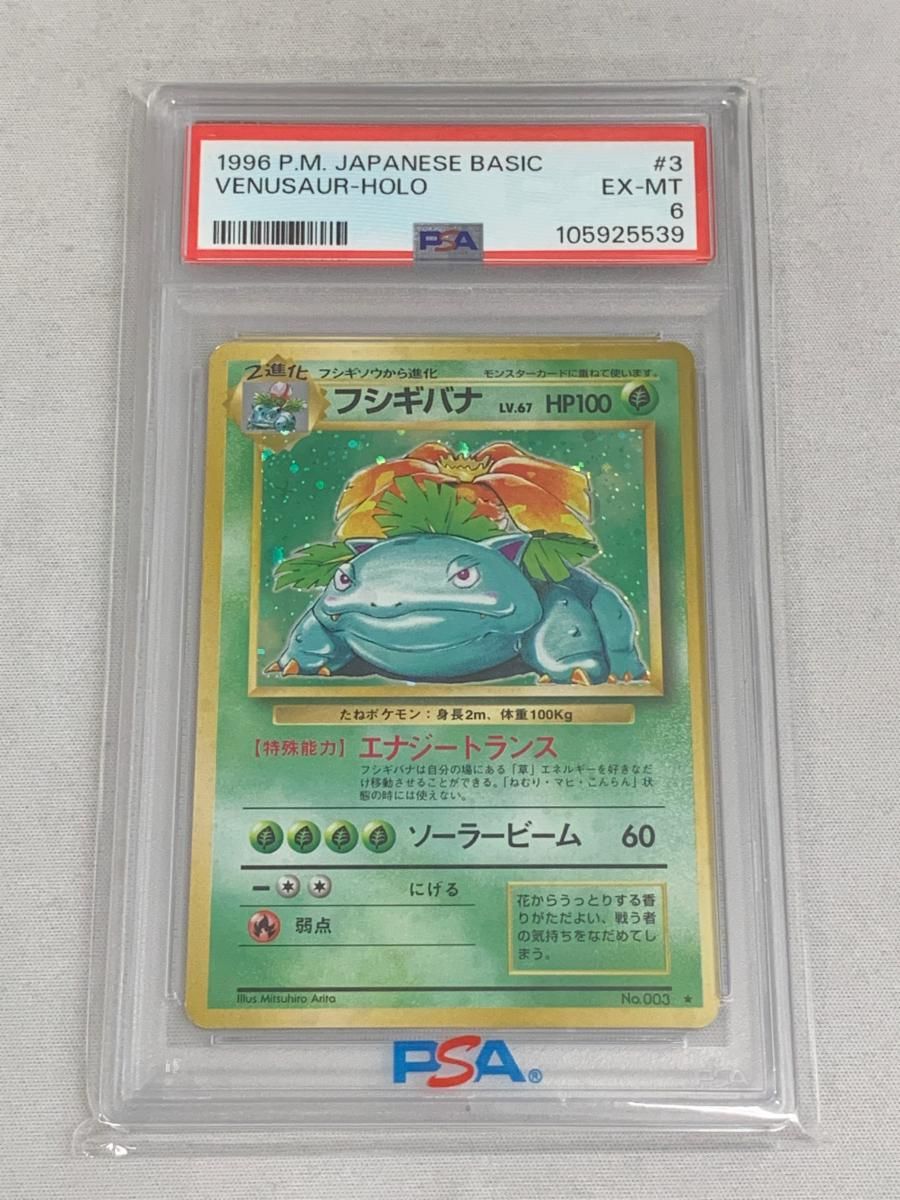 1996 P.M. JAPANESE BASIC #3
VENUSAUR-HOLO EX-MT
6
PSA 105925539
2進化 フシギソウから進化 モンスターカードに重ねて使います。
フシギバナ LV.67 HP100
たねポケモン：身長2m、体重100Kg
【特殊能力】エナジートランス
フシギバナは自分の場にある「草」エネルギーを好きなだ
け移動させることができる。「ねむり・マヒ・こんらん」状
態の時には使えない。
ソーラービーム 60
にげる
弱点
花からうっとりする香
りがただよい、戦う者
の気持ちをなだめてし
まう。
Illus. Mitsuhiro Arita No.003 ★
PSA®